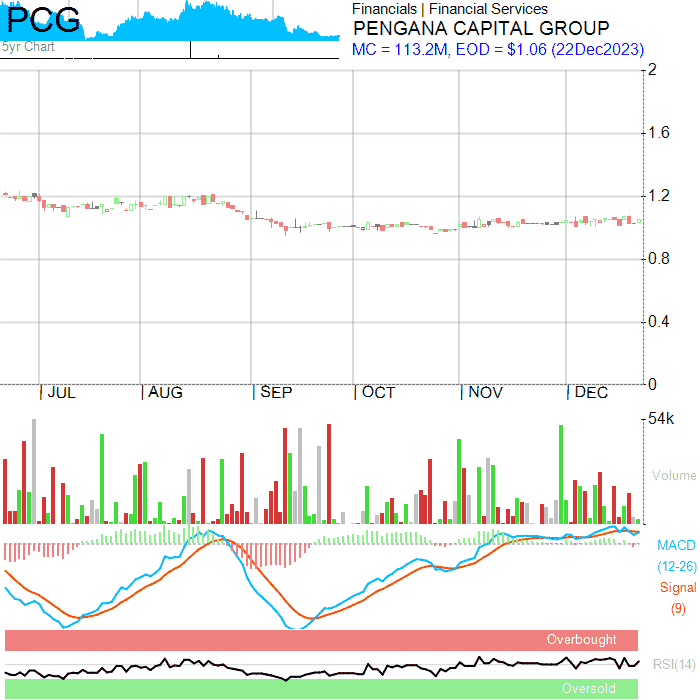 PCG
5yr Chart
Financials | Financial Services
PENGANA CAPITAL GROUP
MC = 113.2M, EOD = $1.06 (22Dec2023)
2
1.6
1.2
0.8
0.4
0
JUL
AUG
SEP
OCT
NOV
DEC
54k
Volume
MACD
(12-26)
Signal
(9)
Overbought
RSI(14)
Oversold